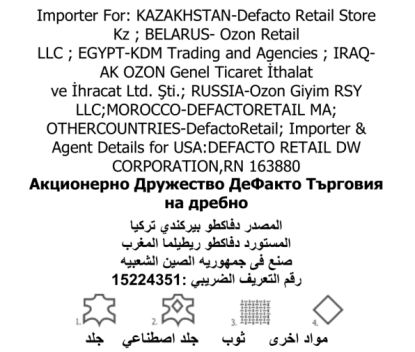 Importer For: KAZAKHSTAN-Defacto Retail Store
Kz ; BELARUS- Ozon Retail
LLC ; EGYPT-KDM Trading and Agencies ; IRAQ-
AK OZON Genel Ticaret İthalat
ve İhracat Ltd. Şti.; RUSSIA-Ozon Giyim RSY
LLC;MOROCCO-DEFACTORETAIL MA;
OTHERCOUNTRIES-DefactoRetail; Importer &
Agent Details for USA:DEFACTO RETAIL DW
CORPORATION,RN 163880
Акционерно Дружество ДеФакто Търговия
на дребно
المصدر دفاكطو بيركندي تركيا
المستورد دفاكطو ريطيلما المغرب
صنع فى جمهوريه الصين الشعبيه
رقم التعريف الضريبي :15224351
1. 2. 3. 4.
جلد جلد اصطناعي ثوب مواد اخرى